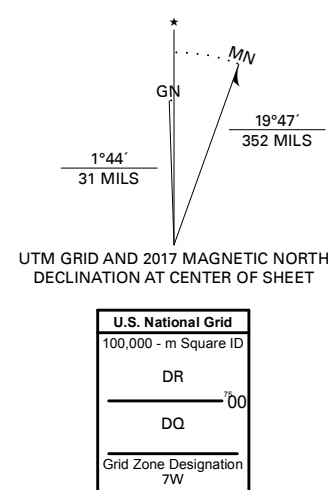 ★
MN
GN
1°44´
31 MILS
19°47´
352 MILS
UTM GRID AND 2017 MAGNETIC NORTH
DECLINATION AT CENTER OF SHEET
U.S. National Grid
100,000 - m Square ID
DR
7500
DQ
Grid Zone Designation
7W